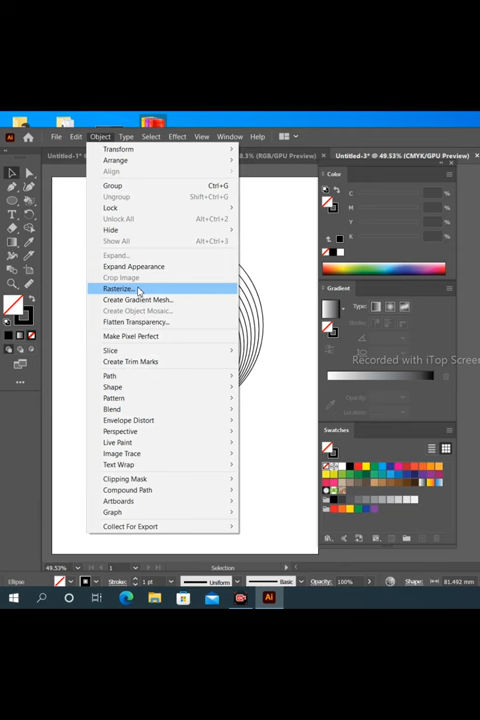 Ai File Edit Object Type Select Effect View Window Help
Untitled-1* @ 8.3% (RGB/GPU Preview) × Untitled-3* @ 49.53% (CMYK/GPU Preview) ×
Transform
Arrange
Align
Group Ctrl+G
Ungroup Shift+Ctrl+G
Lock
Unlock All Alt+Ctrl+2
Hide
Show All Alt+Ctrl+3
Expand...
Expand Appearance
Crop Image
Rasterize...
Create Gradient Mesh...
Create Object Mosaic...
Flatten Transparency...
Make Pixel Perfect
Slice
Create Trim Marks
Path
Shape
Pattern
Blend
Envelope Distort
Perspective
Live Paint
Image Trace
Text Wrap
Clipping Mask
Compound Path
Artboards
Graph
Collect For Export
Color
C %
M %
Y %
K %
Gradient
Type:
Recorded with iTop Screen
Opacity:
Location:
Swatches
49.53% 1 Selection
Ellipse Stroke: 1 pt Uniform Basic Opacity: 100% Shape: 81.492 mm
Ai